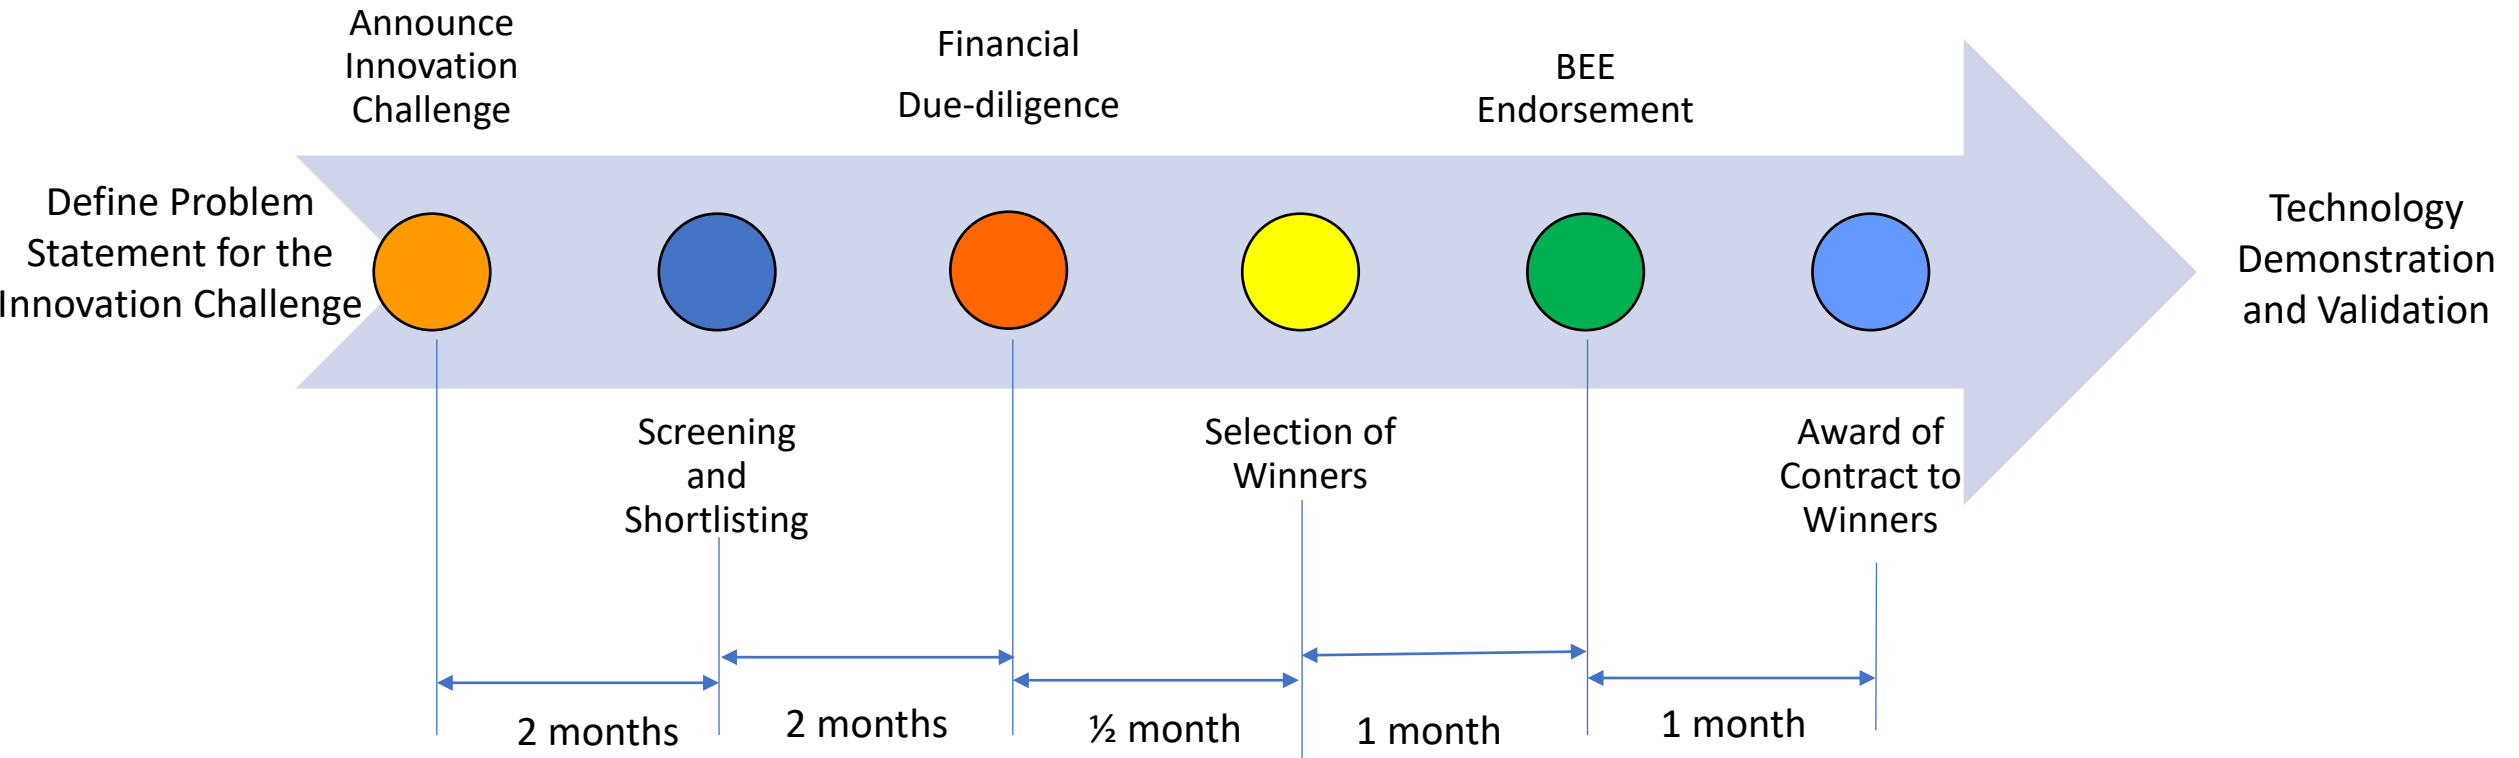 Announce
Innovation
Challenge
Financial
Due-diligence
BEE
Endorsement
Define Problem
Statement for the
Innovation Challenge
Technology
Demonstration
and Validation
Screening
and
Shortlisting
Selection of
Winners
Award of
Contract to
Winners
2 months
2 months
½ month
1 month
1 month